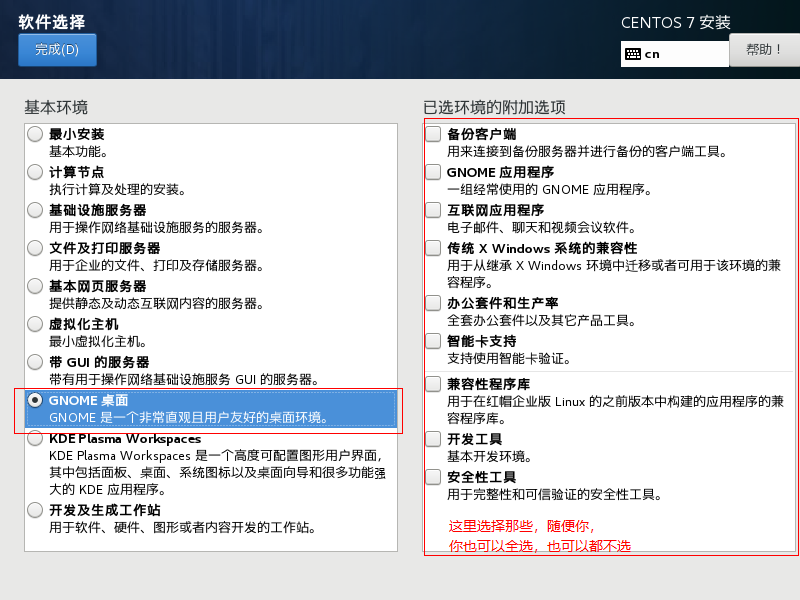 软件选择
CENTOS 7 安装
完成(D)
cn
帮助！
基本环境
最小安装
基本功能。
计算节点
执行计算及处理的安装。
基础设施服务器
用于操作网络基础设施服务的服务器。
文件及打印服务器
用于企业的文件、打印及存储服务器。
基本网页服务器
提供静态及动态互联网内容的服务器。
虚拟化主机
最小虚拟化主机。
带 GUI 的服务器
带有用于操作网络基础设施服务 GUI 的服务器。
GNOME 桌面
GNOME 是一个非常直观且用户友好的桌面环境。
KDE Plasma Workspaces
KDE Plasma Workspaces 是一个高度可配置图形用户界面，
其中包括面板、桌面、系统图标以及桌面向导和很多功能强
大的 KDE 应用程序。
开发及生成工作站
用于软件、硬件、图形或者内容开发的工作站。
已选环境的附加选项
备份客户端
用来连接到备份服务器并进行备份的客户端工具。
GNOME 应用程序
一组经常使用的 GNOME 应用程序。
互联网应用程序
电子邮件、聊天和视频会议软件。
传统 X Windows 系统的兼容性
用于从继承 X Windows 环境中迁移或者可用于该环境的兼
容程序。
办公套件和生产率
全套办公套件以及其它产品工具。
智能卡支持
支持使用智能卡验证。
兼容性程序库
用于在红帽企业版 Linux 的之前版本中构建的应用程序的兼
容程序库。
开发工具
基本开发环境。
安全性工具
用于完整性和可信验证的安全性工具。
这里选择那些，随便你，
你也可以全选，也可以都不选